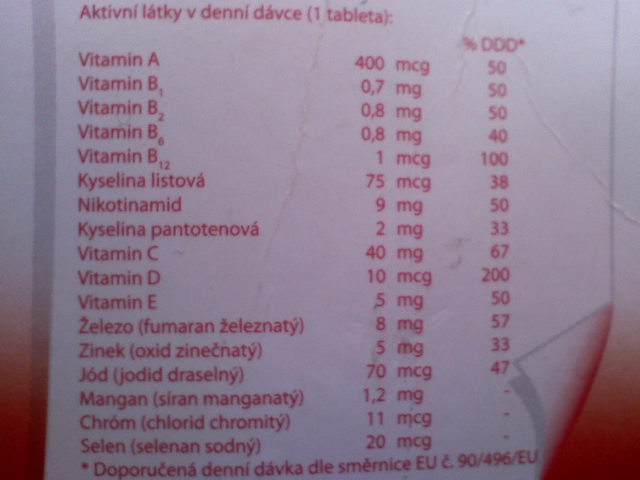 Aktivní látky v denní dávce (1 tableta):
% DDD*
Vitamin A 400 mcg 50
Vitamin B1 0,7 mg 50
Vitamin B2 0,8 mg 50
Vitamin B6 0,8 mg 40
Vitamin B12 1 mcg 100
Kyselina listová 75 mcg 38
Nikotinamid 9 mg 50
Kyselina pantotenová 2 mg 33
Vitamin C 40 mg 67
Vitamin D 10 mcg 200
Vitamin E 5 mg 50
Železo (fumaran železnatý) 8 mg 57
Zinek (oxid zinečnatý) 5 mg 33
Jód (jodid draselný) 70 mcg 47
Mangan (síran manganatý) 1,2 mg -
Chróm (chlorid chromitý) 11 mcg -
Selen (selenan sodný) 20 mcg -
* Doporučená denní dávka dle směrnice EU č. 90/496/EU